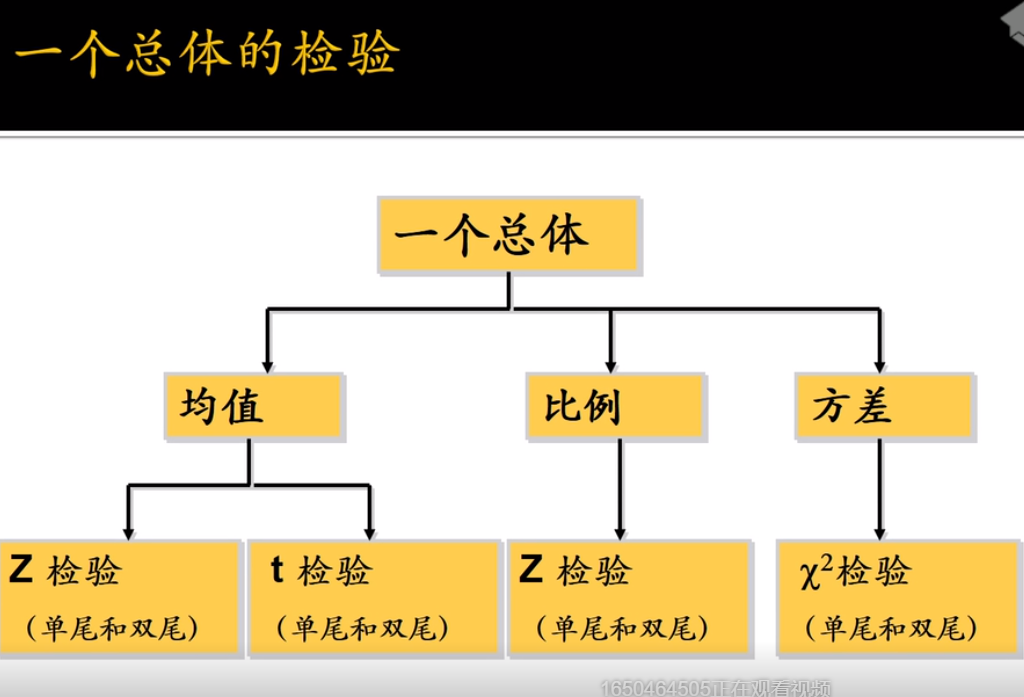 一个总体的检验
一个总体
均值
比例
方差
Z 检验
(单尾和双尾)
t 检验
(单尾和双尾)
Z 检验
(单尾和双尾)
χ²检验
(单尾和双尾)
1650464505正在观看视频